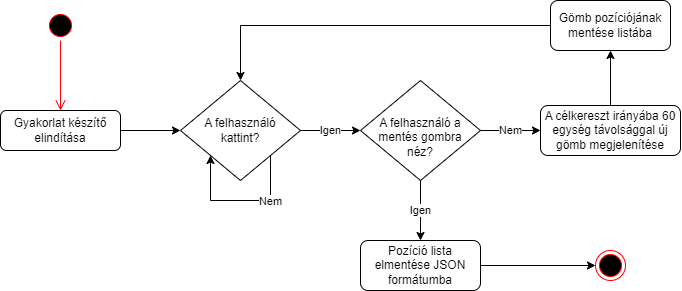 Gömb pozíciójának
mentése listába
Gyakorlat készítő
elindítása
A felhasználó
kattint?
Igen
A felhasználó a
mentés gombra
néz?
Nem
A célkereszt irányába 60
egység távolsággal új
gömb megjelenítése
Nem
Igen
Pozíció lista
elmentése JSON
formátumba